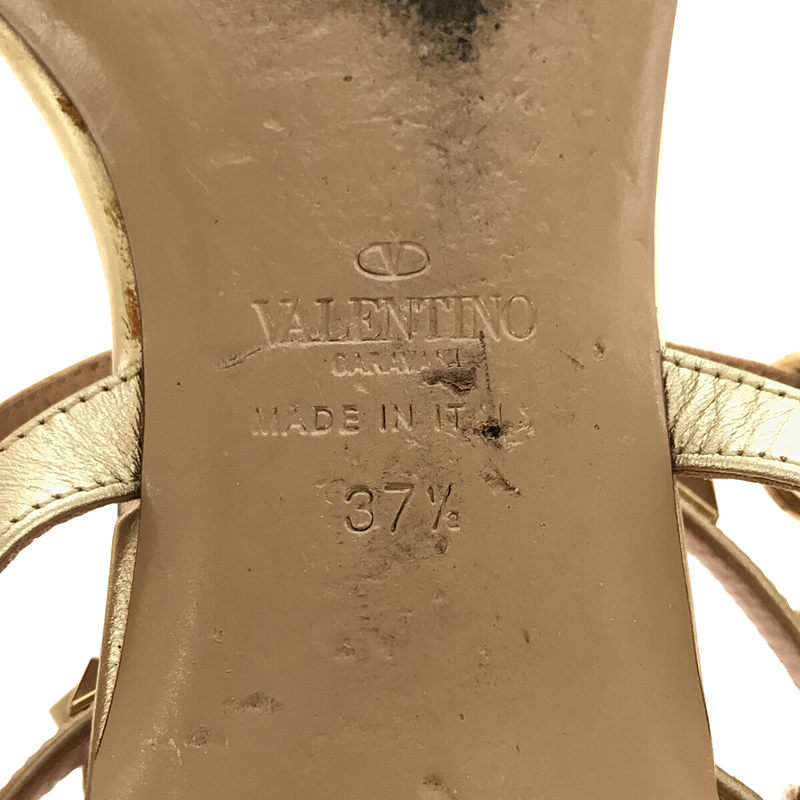 VALENTINO
GARAVANI
MADE IN ITALY
37½